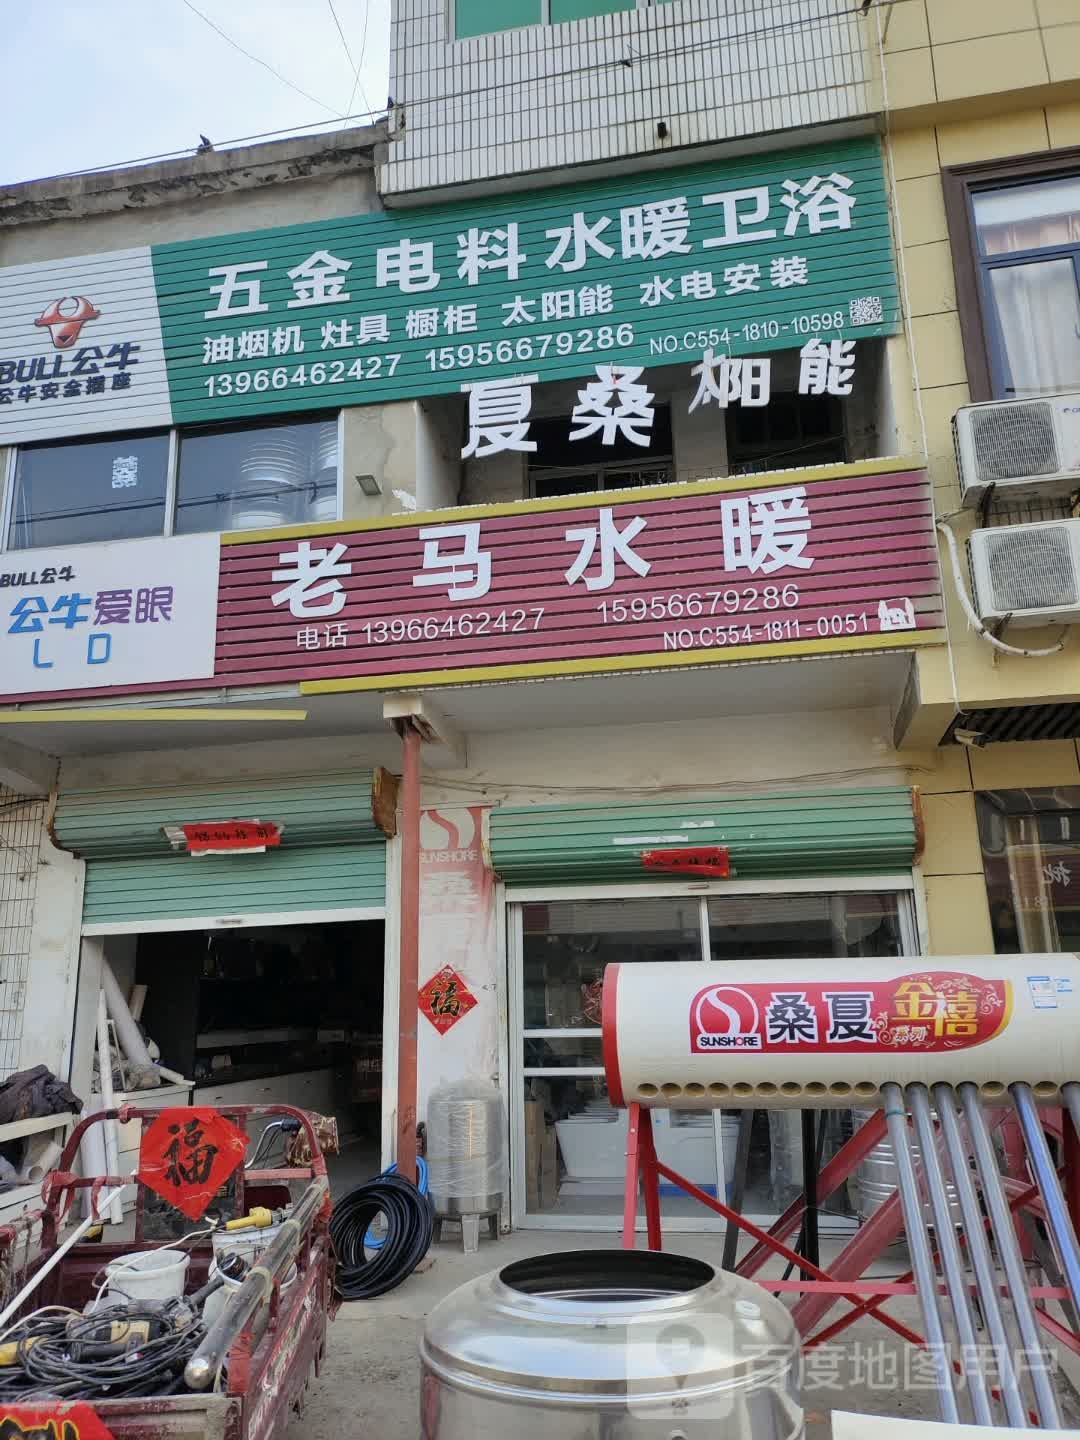 五金电料水暖卫浴
油烟机 灶具 橱柜 太阳能 水电安装
13966462427 15956679286 NO.C554-1810-10598
BULL公牛
公牛安全插座
夏桑太阳能
老马水暖
电话 13966462427 15956679286
NO.C554-1811-0051
BULL公牛
公牛爱眼
L D
SUNSHORE
福
SUNSHORE
桑夏
金禧
系列
福
百度地图用户